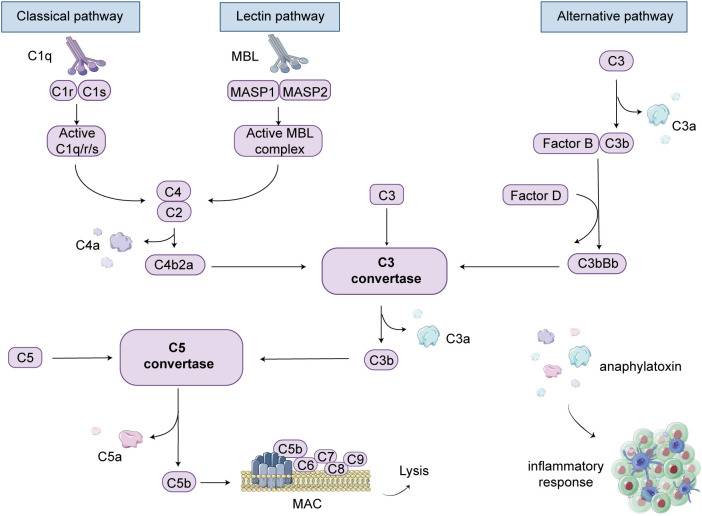 Classical pathway
Lectin pathway
Alternative pathway
C1q
MBL
C3
C1r C1s
MASP1 MASP2
C3a
Active
C1q/r/s
Active MBL
complex
Factor B C3b
C4
C2
C3
Factor D
C4a
C4b2a
C3
convertase
C3bBb
C3a
C5
C5
convertase
C3b
anaphylatoxin
C5a
C5b
C5b
C6
C7
C8
C9
MAC
Lysis
inflammatory
response